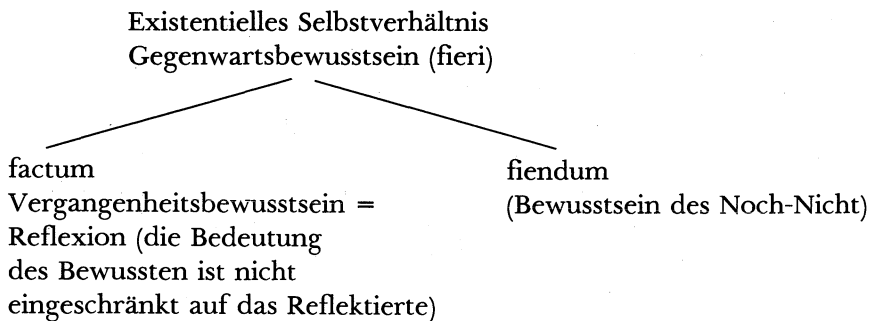 Existentielles Selbstverhältnis
Gegenwartsbewusstsein (fieri)
factum
Vergangenheitsbewusstsein =
Reflexion (die Bedeutung
des Bewussten ist nicht
eingeschränkt auf das Reflektierte)
fiendum
(Bewusstsein des Noch-Nicht)